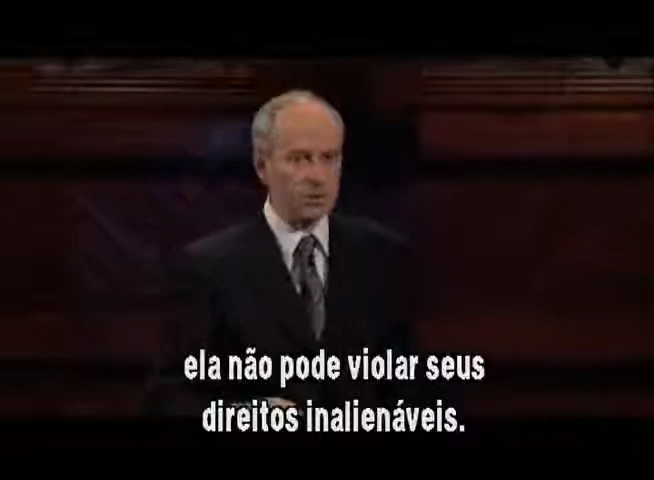 ela não pode violar seus
direitos inalienáveis.